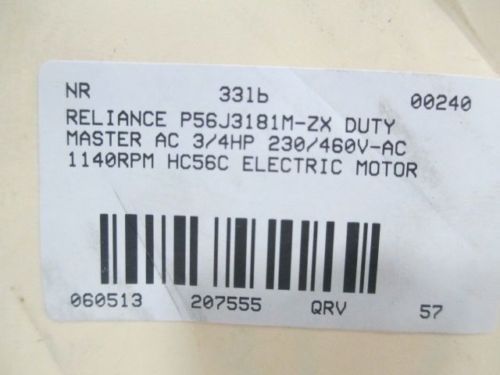 NR 33lb 00240
RELIANCE P56J3181M-ZX DUTY
MASTER AC 3/4HP 230/460V-AC
1140RPM HC56C ELECTRIC MOTOR
060513 207555 QRV 57